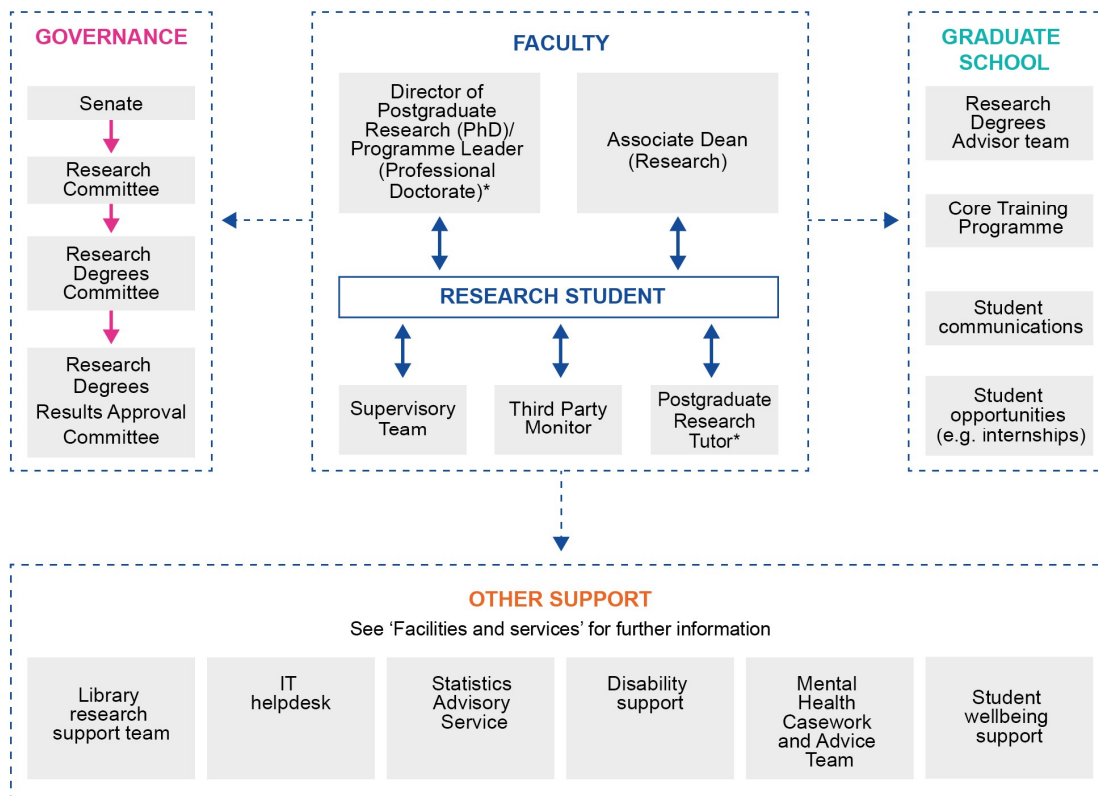 GOVERNANCE
Senate
Research
Committee
Research
Degrees
Committee
Research
Degrees
Results Approval
Committee
FACULTY
Director of
Postgraduate
Research (PhD)/
Programme Leader
(Professional
Doctorate)*
Associate Dean
(Research)
RESEARCH STUDENT
Supervisory
Team
Third Party
Monitor
Postgraduate
Research
Tutor*
GRADUATE
SCHOOL
Research
Degrees
Advisor team
Core Training
Programme
Student
communications
Student
opportunities
(e.g. internships)
OTHER SUPPORT
See ‘Facilities and services’ for further information
Library
research
support team
IT
helpdesk
Statistics
Advisory
Service
Disability
support
Mental
Health
Casework
and Advice
Team
Student
wellbeing
support